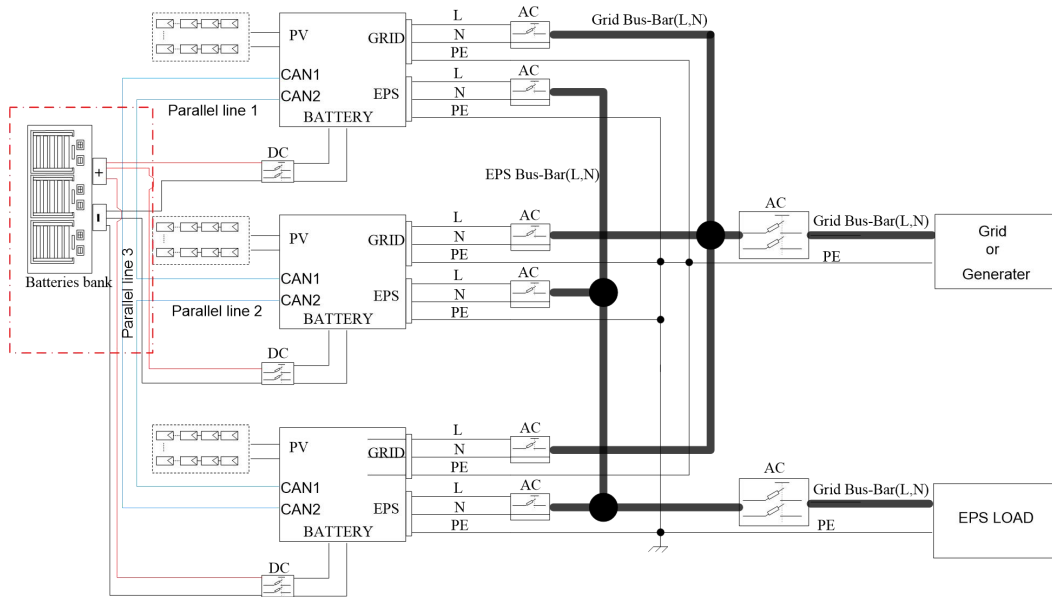 L
AC
Grid Bus-Bar(L,N)
PV
GRID
N
PE
CAN1
L
AC
CAN2
EPS
N
Parallel line 1
BATTERY
PE
DC
EPS Bus-Bar(L,N)
+
-
L
AC
AC
Grid Bus-Bar(L,N)
PV
GRID
N
Grid
or
Generater
PE
PE
Batteries bank
Parallel line 3
CAN1
L
AC
CAN2
EPS
N
Parallel line 2
BATTERY
PE
DC
L
AC
PV
GRID
N
PE
AC
CAN1
L
AC
Grid Bus-Bar(L,N)
CAN2
EPS
N
EPS LOAD
BATTERY
PE
PE
DC